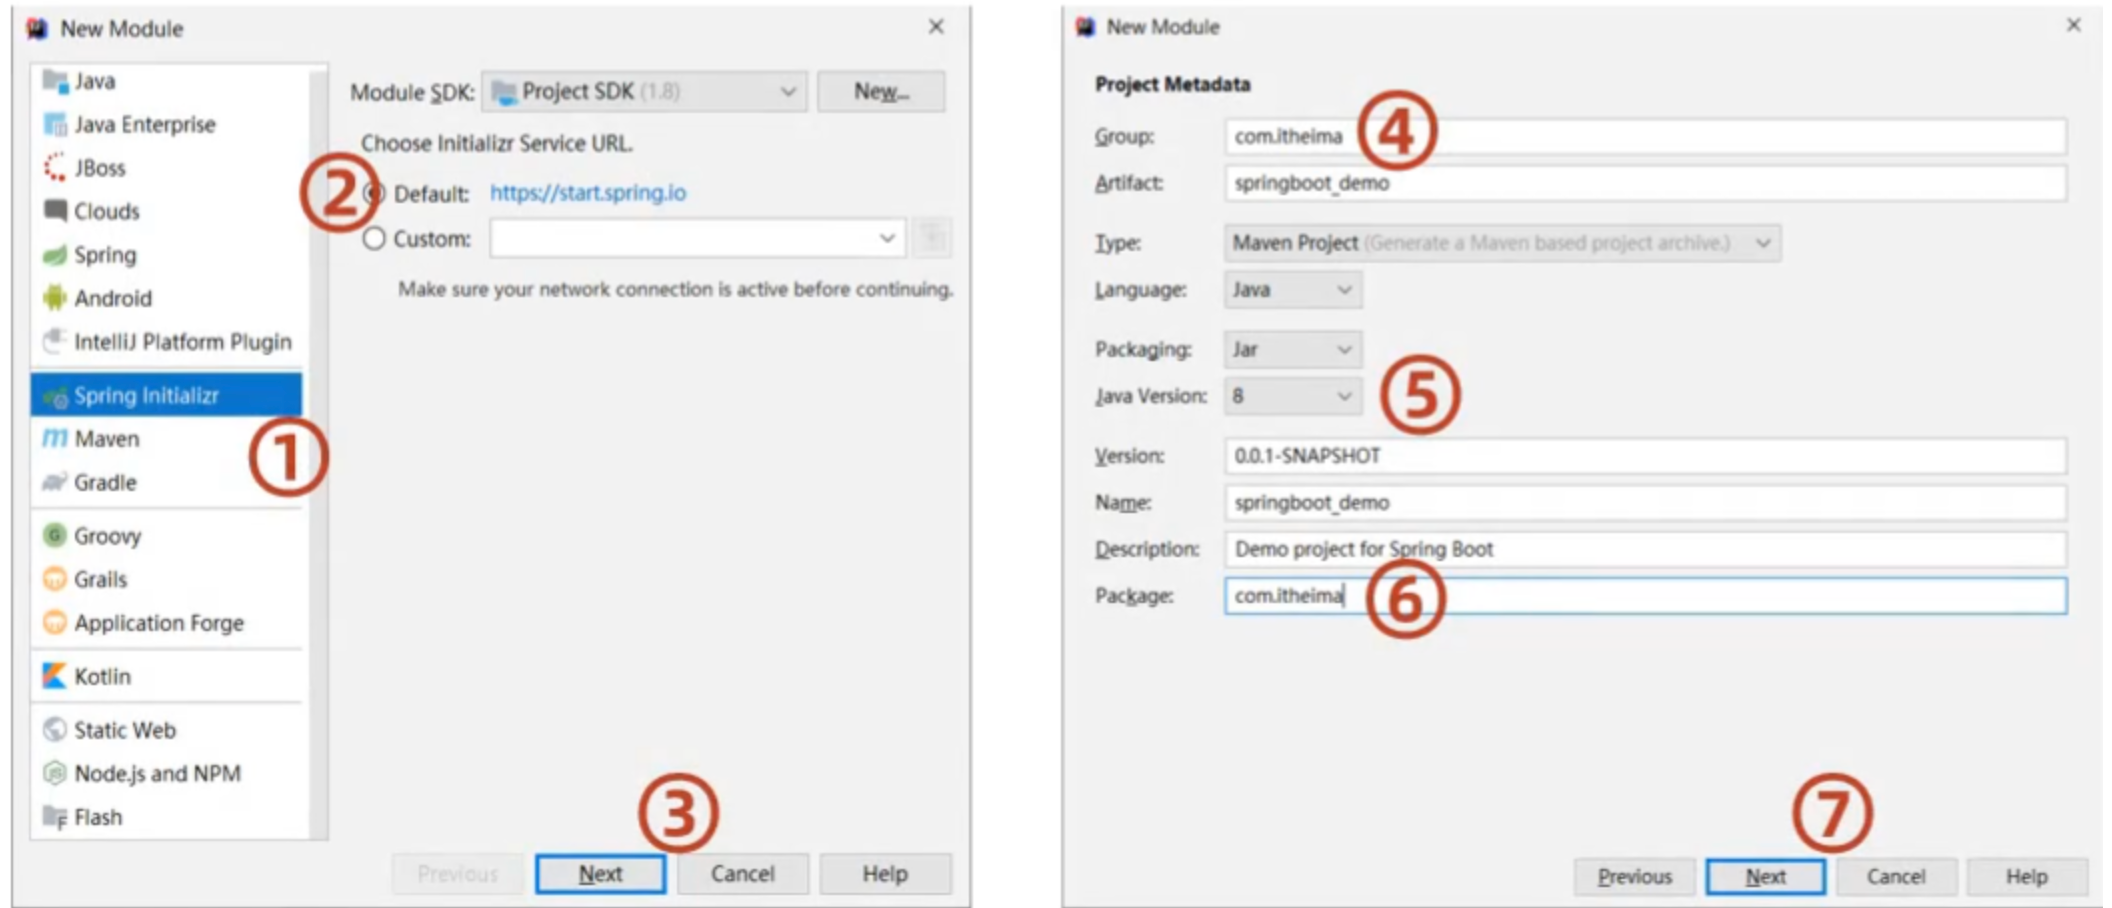 New Module
Java
Java Enterprise
JBoss
Clouds
Spring
Android
IntelliJ Platform Plugin
Spring Initializr
Maven
Gradle
Groovy
Grails
Application Forge
Kotlin
Static Web
Node.js and NPM
Flash
①
Module SDK: Project SDK (1.8) New...
Choose Initializr Service URL.
② Default: https://start.spring.io
Custom:
Make sure your network connection is active before continuing.
③
Previous Next Cancel Help
New Module
Project Metadata
Group: com.itheima ④
Artifact: springboot_demo
Type: Maven Project (Generate a Maven based project archive.)
Language: Java
Packaging: Jar
Java Version: 8 ⑤
Version: 0.0.1-SNAPSHOT
Name: springboot_demo
Description: Demo project for Spring Boot
Package: com.itheima ⑥
⑦
Previous Next Cancel Help